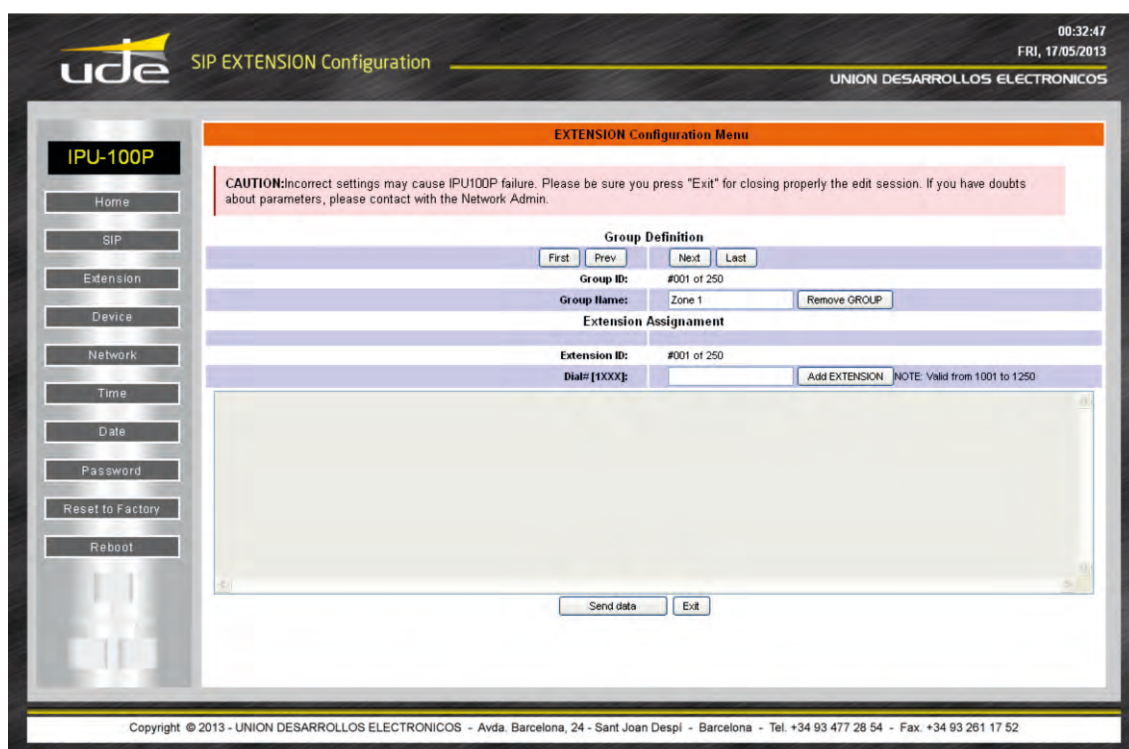 00:32:47
FRI, 17/05/2013
ude
SIP EXTENSION Configuration
UNION DESARROLLOS ELECTRONICOS
IPU-100P
Home
SIP
Extension
Device
Network
Time
Date
Password
Reset to Factory
Reboot
EXTENSION Configuration Menu
CAUTION:Incorrect settings may cause IPU100P failure. Please be sure you press "Exit" for closing properly the edit session. If you have doubts
about parameters, please contact with the Network Admin.
Group Definition
First Prev Next Last
Group ID: #001 of 250
Group Name: Zone 1 Remove GROUP
Extension Assignament
Extension ID: #001 of 250
Dial# [1XXX]: Add EXTENSION NOTE: Valid from 1001 to 1250
Send data Exit
Copyright © 2013 - UNION DESARROLLOS ELECTRONICOS - Avda. Barcelona, 24 - Sant Joan Despí - Barcelona - Tel. +34 93 477 28 54 - Fax. +34 93 261 17 52